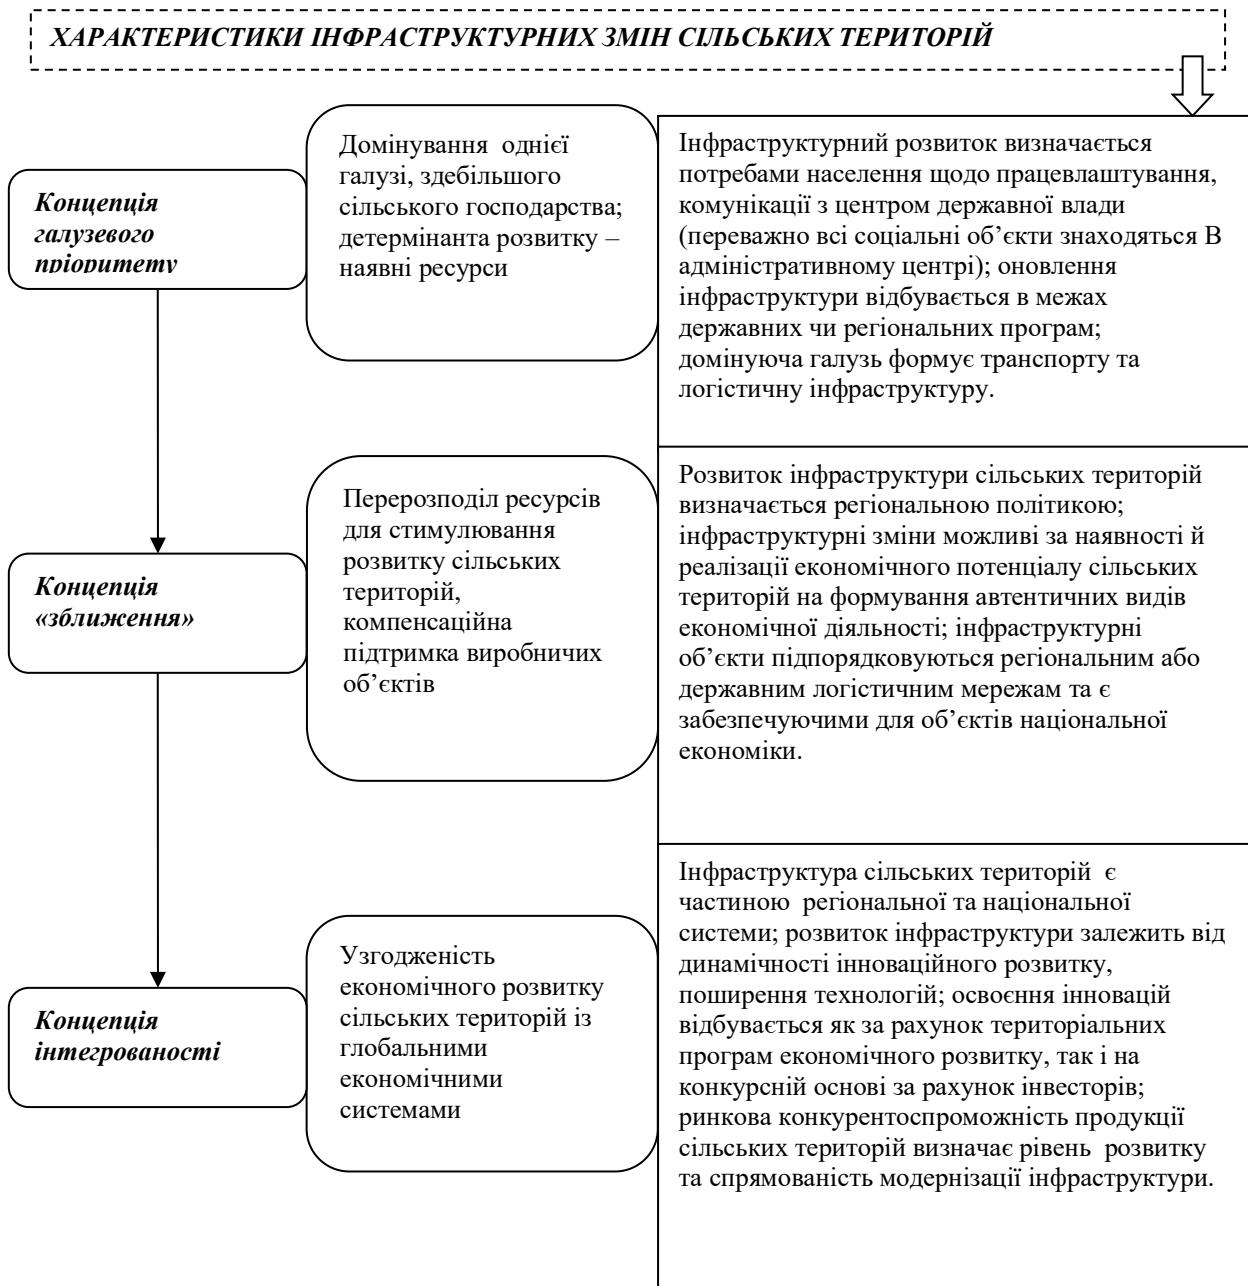 ХАРАКТЕРИСТИКИ ІНФРАСТРУКТУРНИХ ЗМІН СІЛЬСЬКИХ ТЕРИТОРІЙ
Концепція
галузевого
пріоритету
Домінування однієї
галузі, здебільшого
сільського господарства;
детермінанта розвитку –
наявні ресурси
Інфраструктурний розвиток визначається
потребами населення щодо працевлаштування,
комунікації з центром державної влади
(переважно всі соціальні об’єкти знаходяться В
адміністративному центрі); оновлення
інфраструктури відбувається в межах
державних чи регіональних програм;
домінуюча галузь формує транспорту та
логістичну інфраструктуру.
Концепція
«зближення»
Перерозподіл ресурсів
для стимулювання
розвитку сільських
територій,
компенсаційна
підтримка виробничих
об’єктів
Розвиток інфраструктури сільських територій
визначається регіональною політикою;
інфраструктурні зміни можливі за наявності й
реалізації економічного потенціалу сільських
територій на формування автентичних видів
економічної діяльності; інфраструктурні
об’єкти підпорядковуються регіональним або
державним логістичним мережам та є
забезпечуючими для об’єктів національної
економіки.
Концепція
інтегрованості
Узгодженість
економічного розвитку
сільських територій із
глобальними
економічними
системами
Інфраструктура сільських територій є
частиною регіональної та національної
системи; розвиток інфраструктури залежить від
динамічності інноваційного розвитку,
поширення технологій; освоєння інновацій
відбувається як за рахунок територіальних
програм економічного розвитку, так і на
конкурсній основі за рахунок інвесторів;
ринкова конкурентоспроможність продукції
сільських територій визначає рівень розвитку
та спрямованість модернізації інфраструктури.